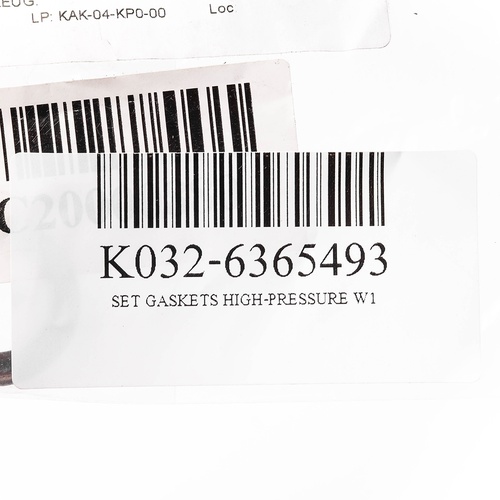 LP: KAK-04-KP0-00 Loc
K032-6365493
SET GASKETS HIGH-PRESSURE W1